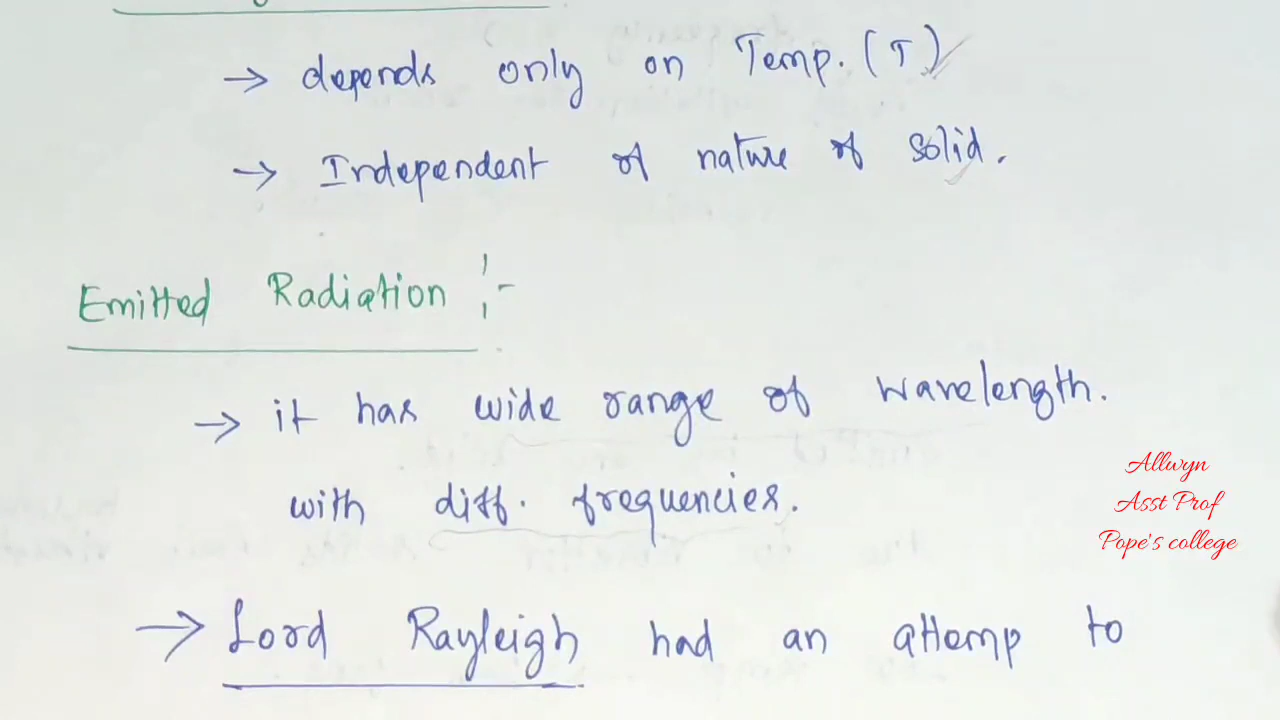 → depends only on Temp. (T)
→ Independent of nature of solid.
Emitted Radiation :-
→ it has wide range of wavelength.
with diff. frequencies.
Allwyn
Asst Prof
Pope's college
→ Lord Rayleigh had an attemp to